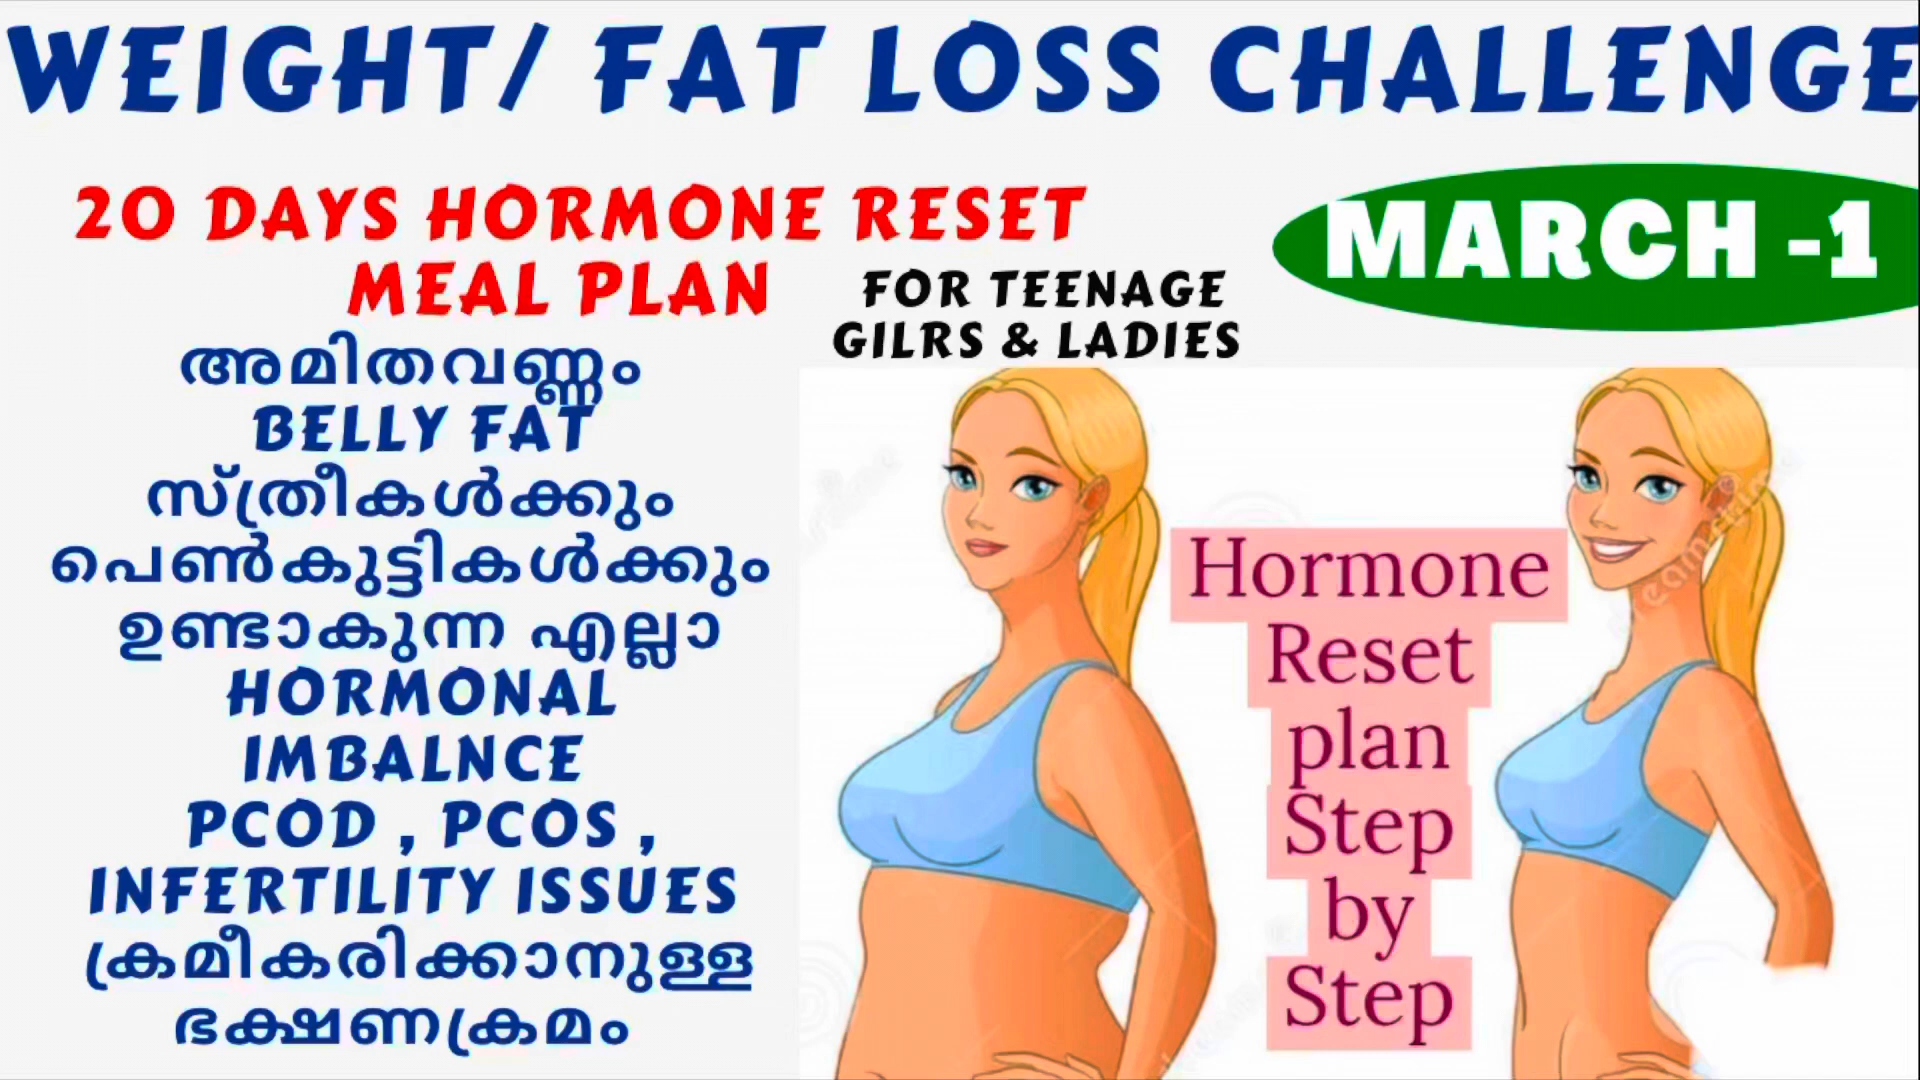 WEIGHT/ FAT LOSS CHALLENGE
20 DAYS HORMONE RESET
MEAL PLAN
FOR TEENAGE
GILRS & LADIES
MARCH -1
അമിതവണ്ണം
BELLY FAT
സ്ത്രീകൾക്കും
പെൺകുട്ടികൾക്കും
ഉണ്ടാകുന്ന എല്ലാ
HORMONAL
IMBALNCE
PCOD , PCOS ,
INFERTILITY ISSUES
ക്രമീകരിക്കാനുള്ള
ഭക്ഷണക്രമം
Hormone
Reset
plan
Step
by
Step